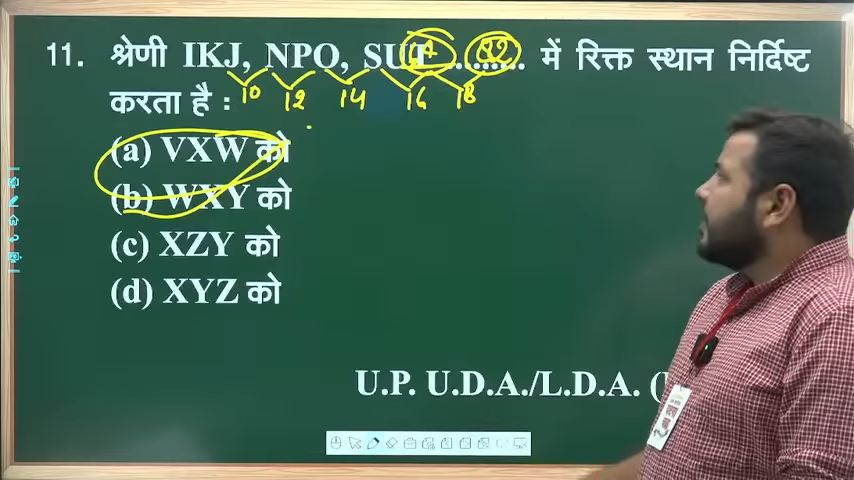 11. श्रेणी IKJ, NPO, SUT .......... में रिक्त स्थान निर्दिष्ट
10 12 14 16 18
करता है :
(a) VXW को
(b) WXY को
(c) XZY को
(d) XYZ को
U.P. U.D.A./L.D.A. (